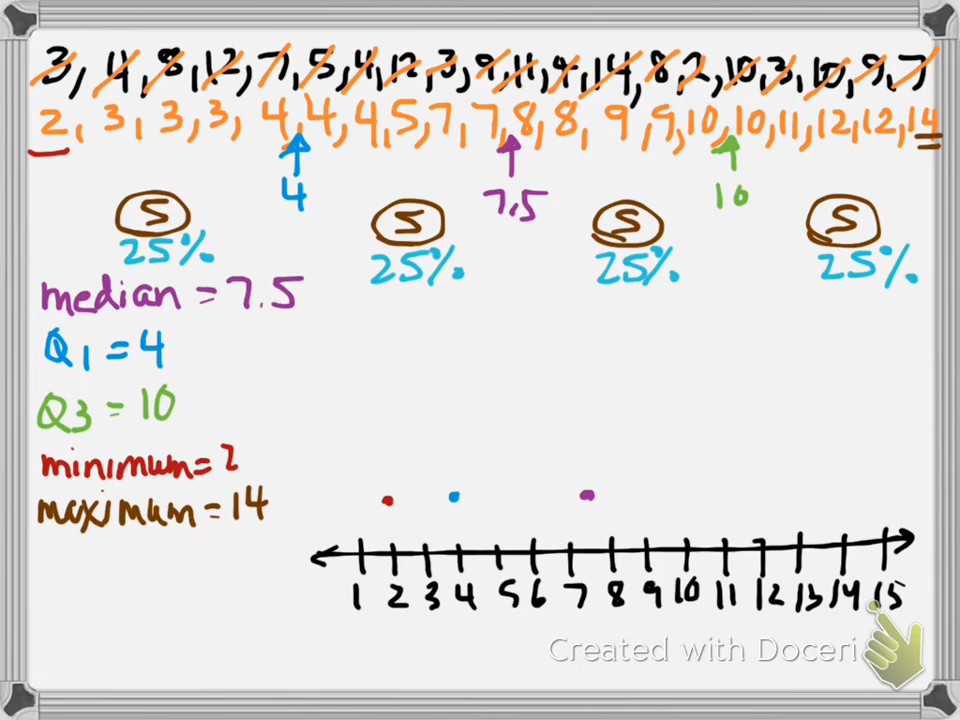 3, 4, 8, 12, 7, 5, 4, 12, 3, 9, 11, 4, 14, 8, 2, 10, 3, 10, 9, 7
2, 3, 3, 3, 4, 4, 4, 5, 7, 7, 8, 8, 9, 9, 10, 10, 11, 12, 12, 14
4 7.5 10
5 5 5 5
25% 25% 25% 25%
median = 7.5
Q1 = 4
Q3 = 10
minimum = 2
maximum = 14
1 2 3 4 5 6 7 8 9 10 11 12 13 14 15
Created with Doceri